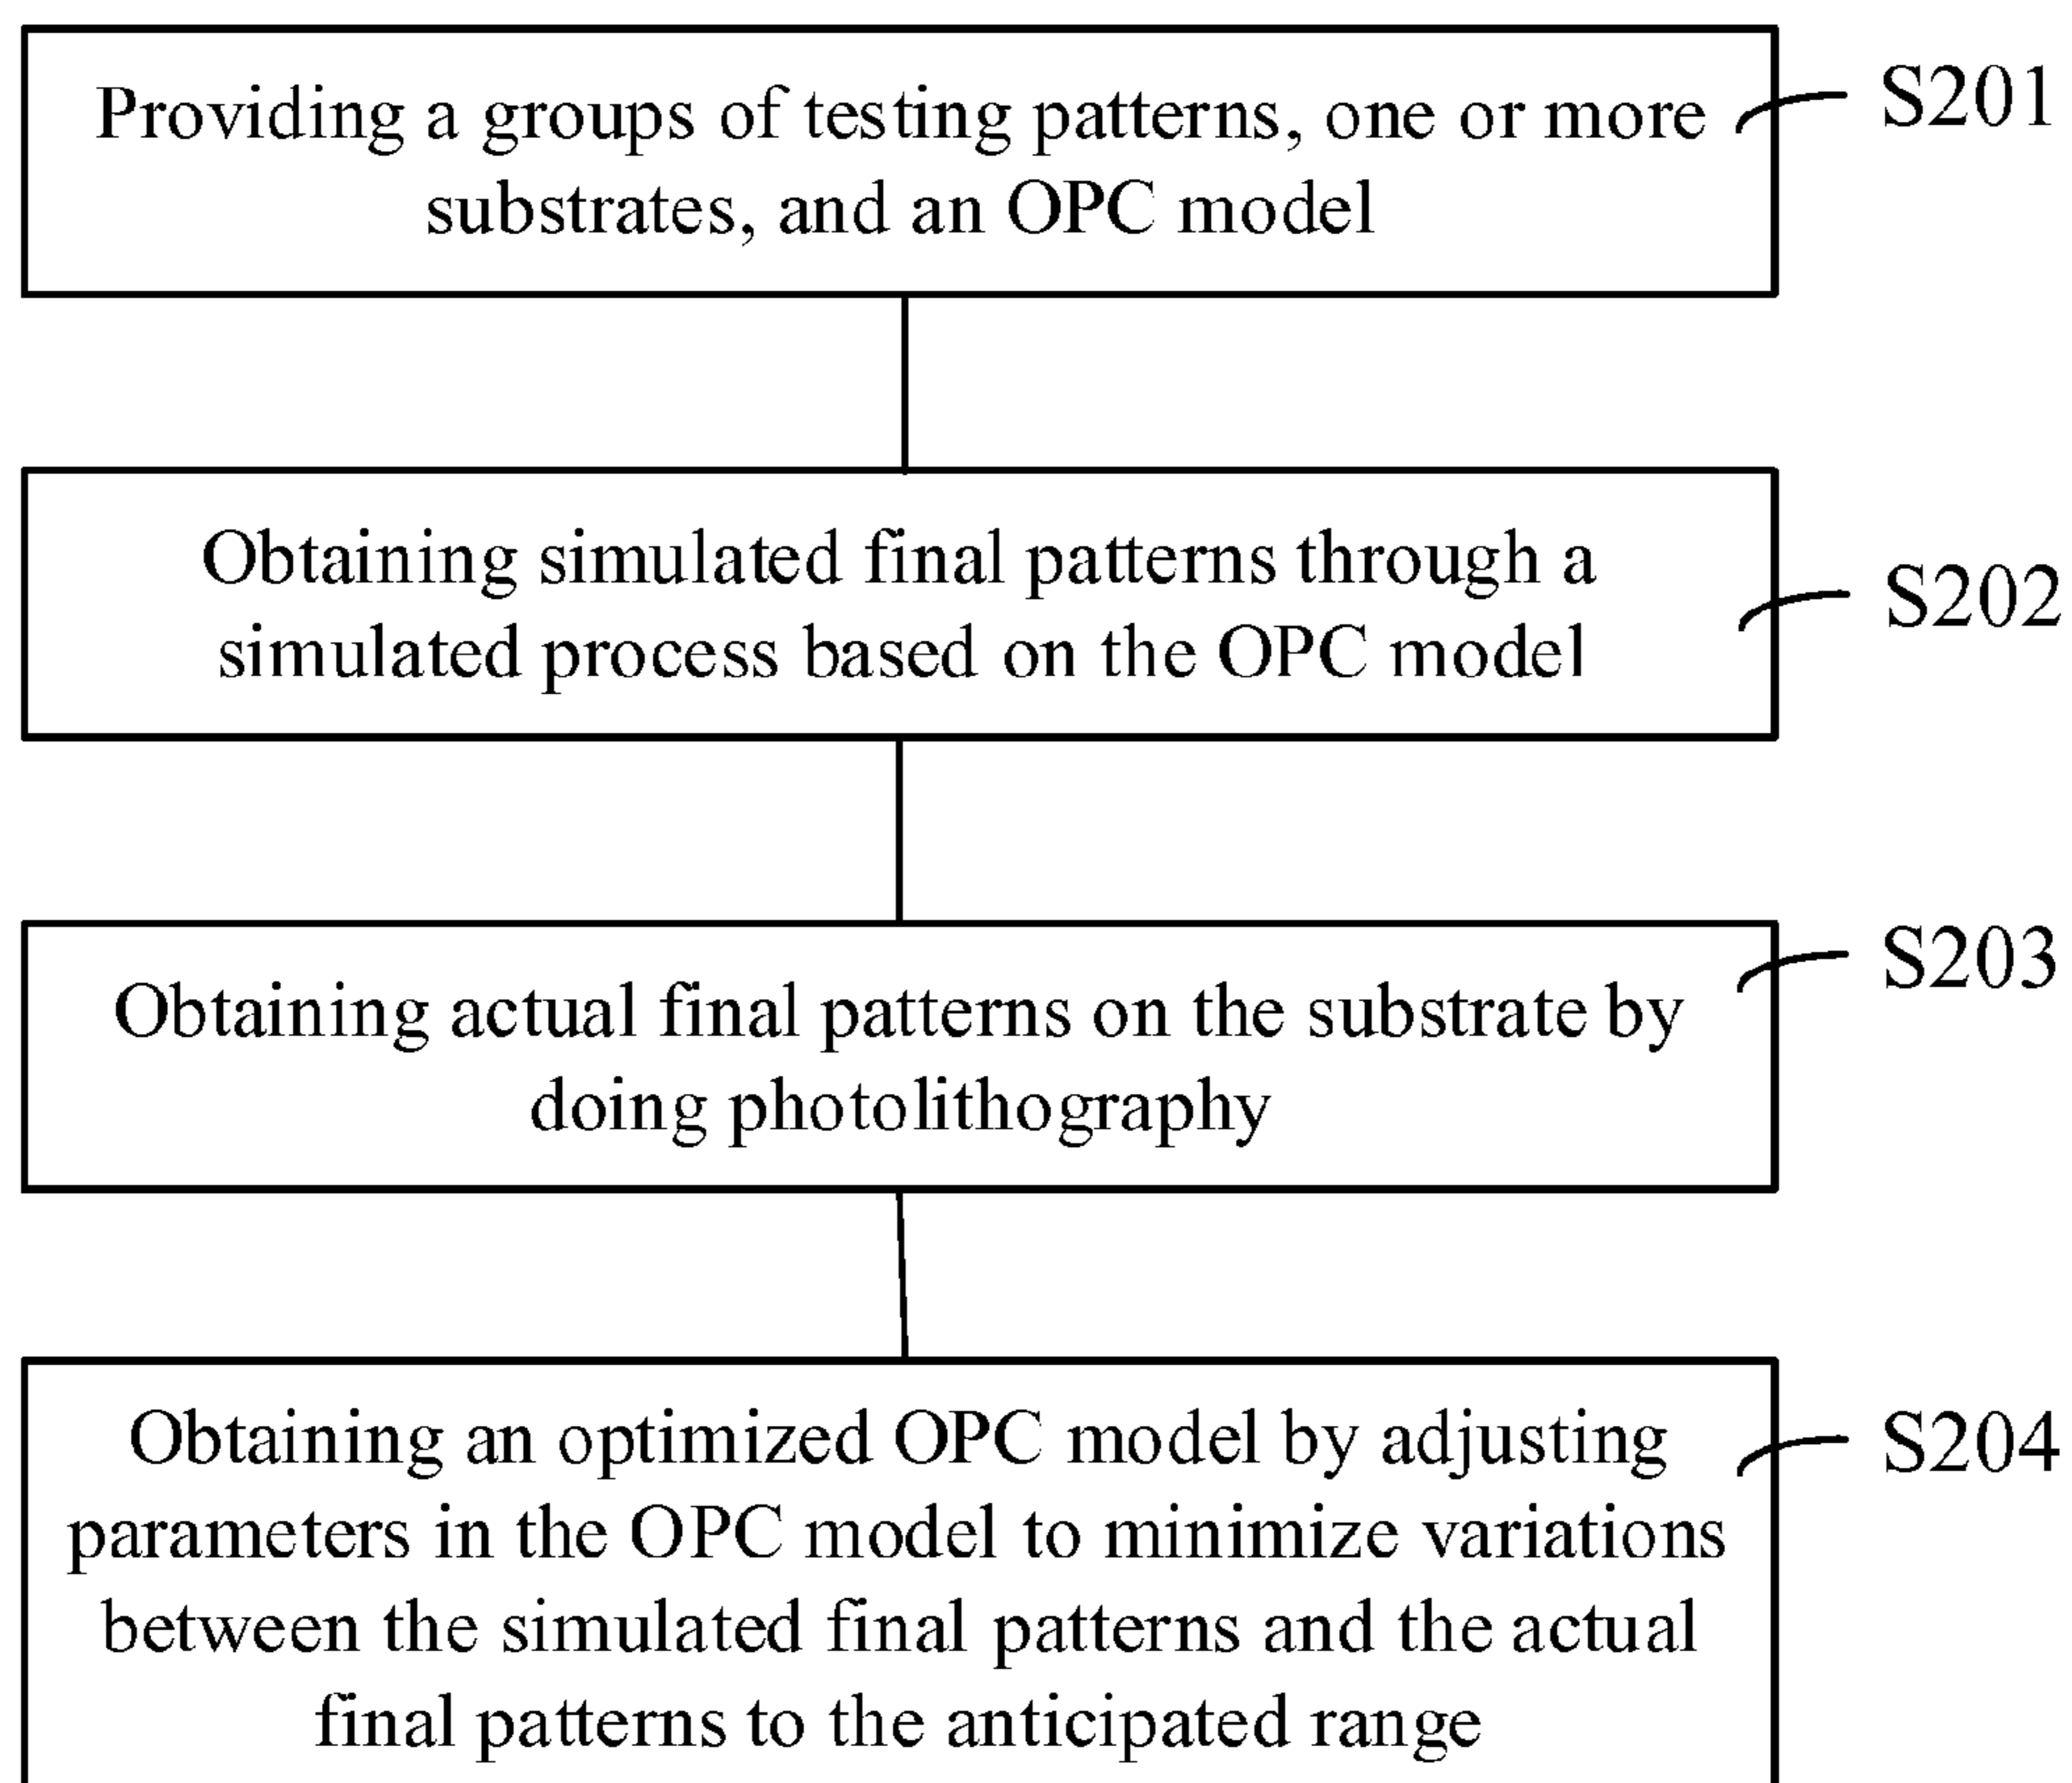 Providing a groups of testing patterns, one or more
substrates, and an OPC model
S201
Obtaining simulated final patterns through a
simulated process based on the OPC model
S202
Obtaining actual final patterns on the substrate by
doing photolithography
S203
Obtaining an optimized OPC model by adjusting
parameters in the OPC model to minimize variations
between the simulated final patterns and the actual
final patterns to the anticipated range
S204